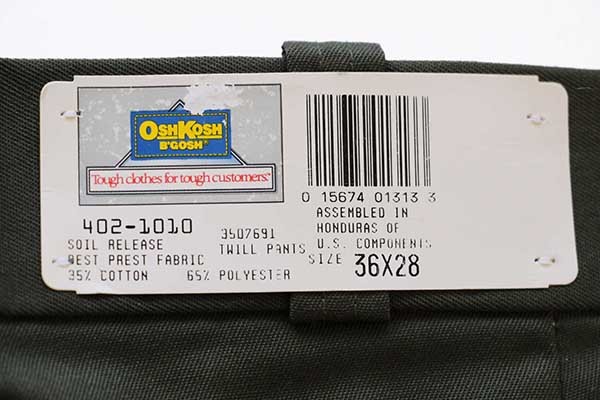 OSHKOSH
B'GOSH®
Tough clothes for tough customers.™
402-1010
3507691
SOIL RELEASE
TWILL PANTS
BEST PREST FABRIC
35% COTTON 65% POLYESTER
0 15674 01313 3
ASSEMBLED IN
HONDURAS OF
U.S. COMPONENTS
SIZE 36X28